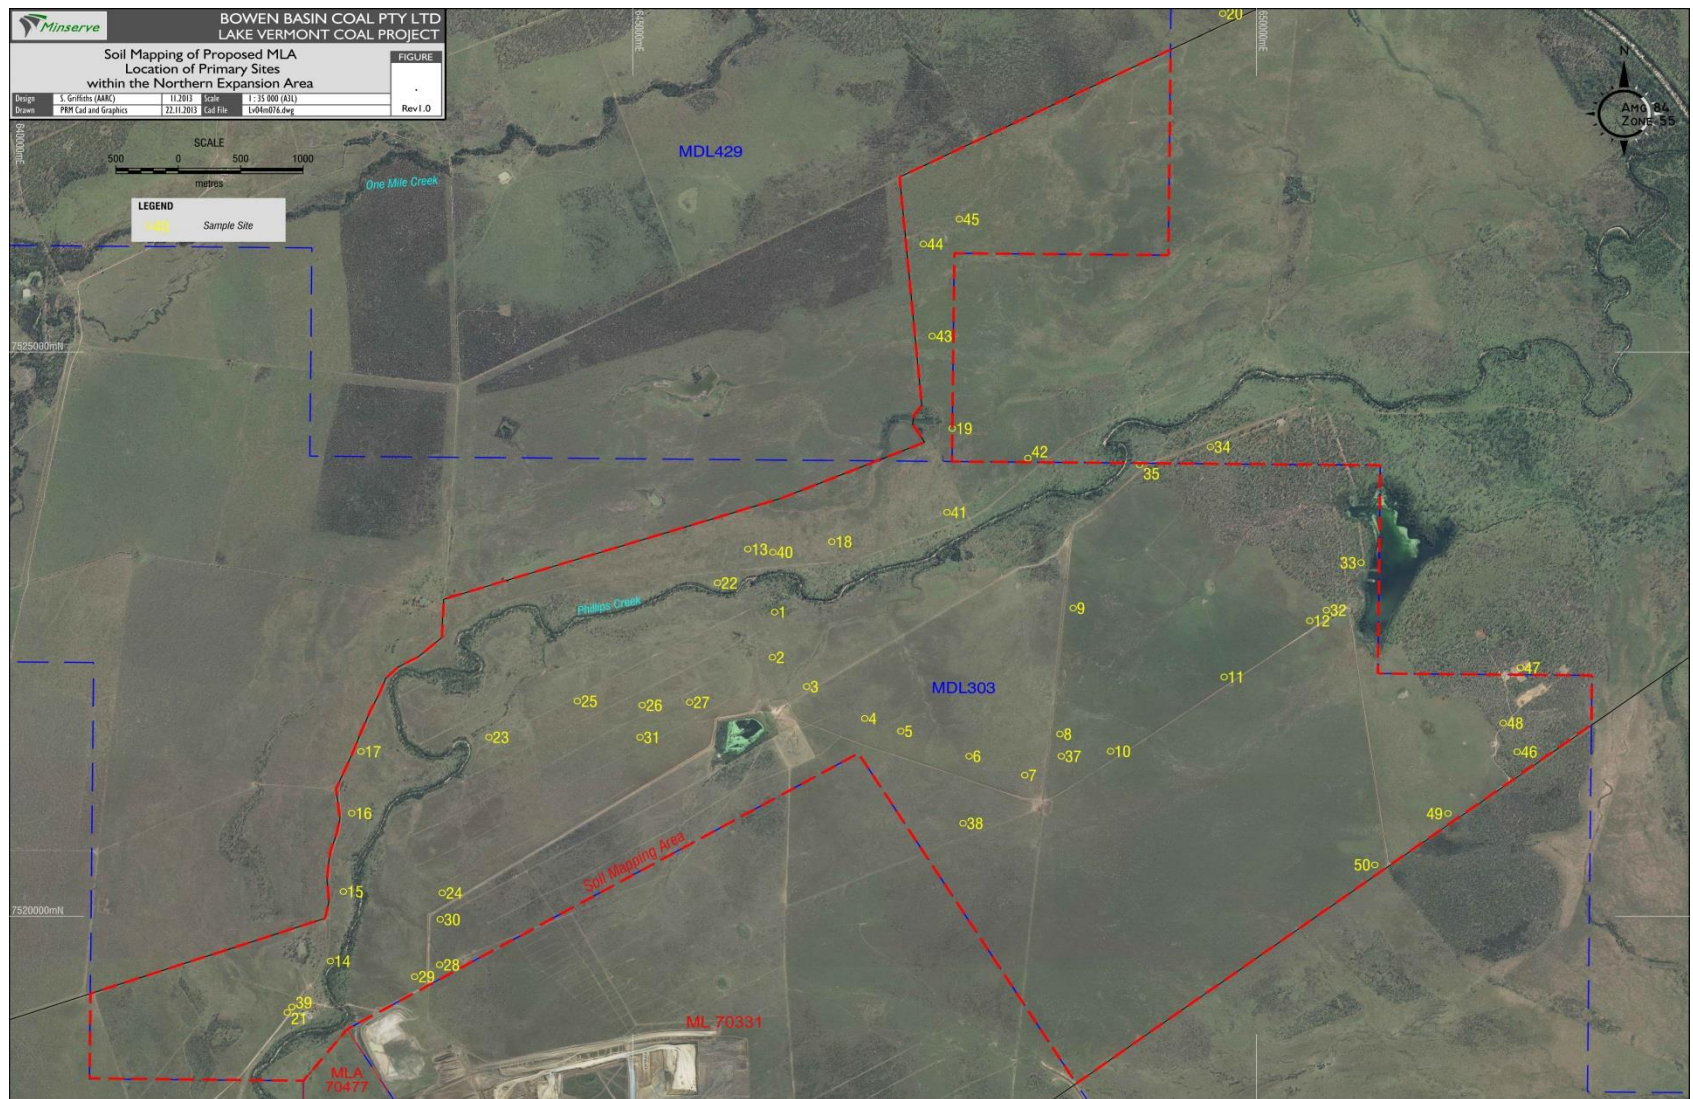 Minserve
BOWEN BASIN COAL PTY LTD
LAKE VERMONT COAL PROJECT
Soil Mapping of Proposed MLA
Location of Primary Sites
within the Northern Expansion Area
FIGURE
.
Rev1.0
Design S. Griffiths (AARC) 11.2013 Scale 1 : 35 000 (A3L)
Drawn PRM Cad and Graphics 22.11.2013 Cad File Lv04m076.dwg
640000mE
645000mE
650000mE
20
N
AMG 84
ZONE 55
SCALE
500 0 500 1000
metres
LEGEND
40 Sample Site
One Mile Creek
MDL429
45
44
7525000mN
43
19
42
34
35
41
13
40
18
33
22
Phillips Creek
1
9
32
12
2
47
11
3
MDL303
25
26
27
4
48
5
23
31
8
17
6
37
10
46
7
16
38
49
Soil Mapping Area
50
15
24
7520000mN
30
14
28
29
39
21
ML 70331
MLA
70477